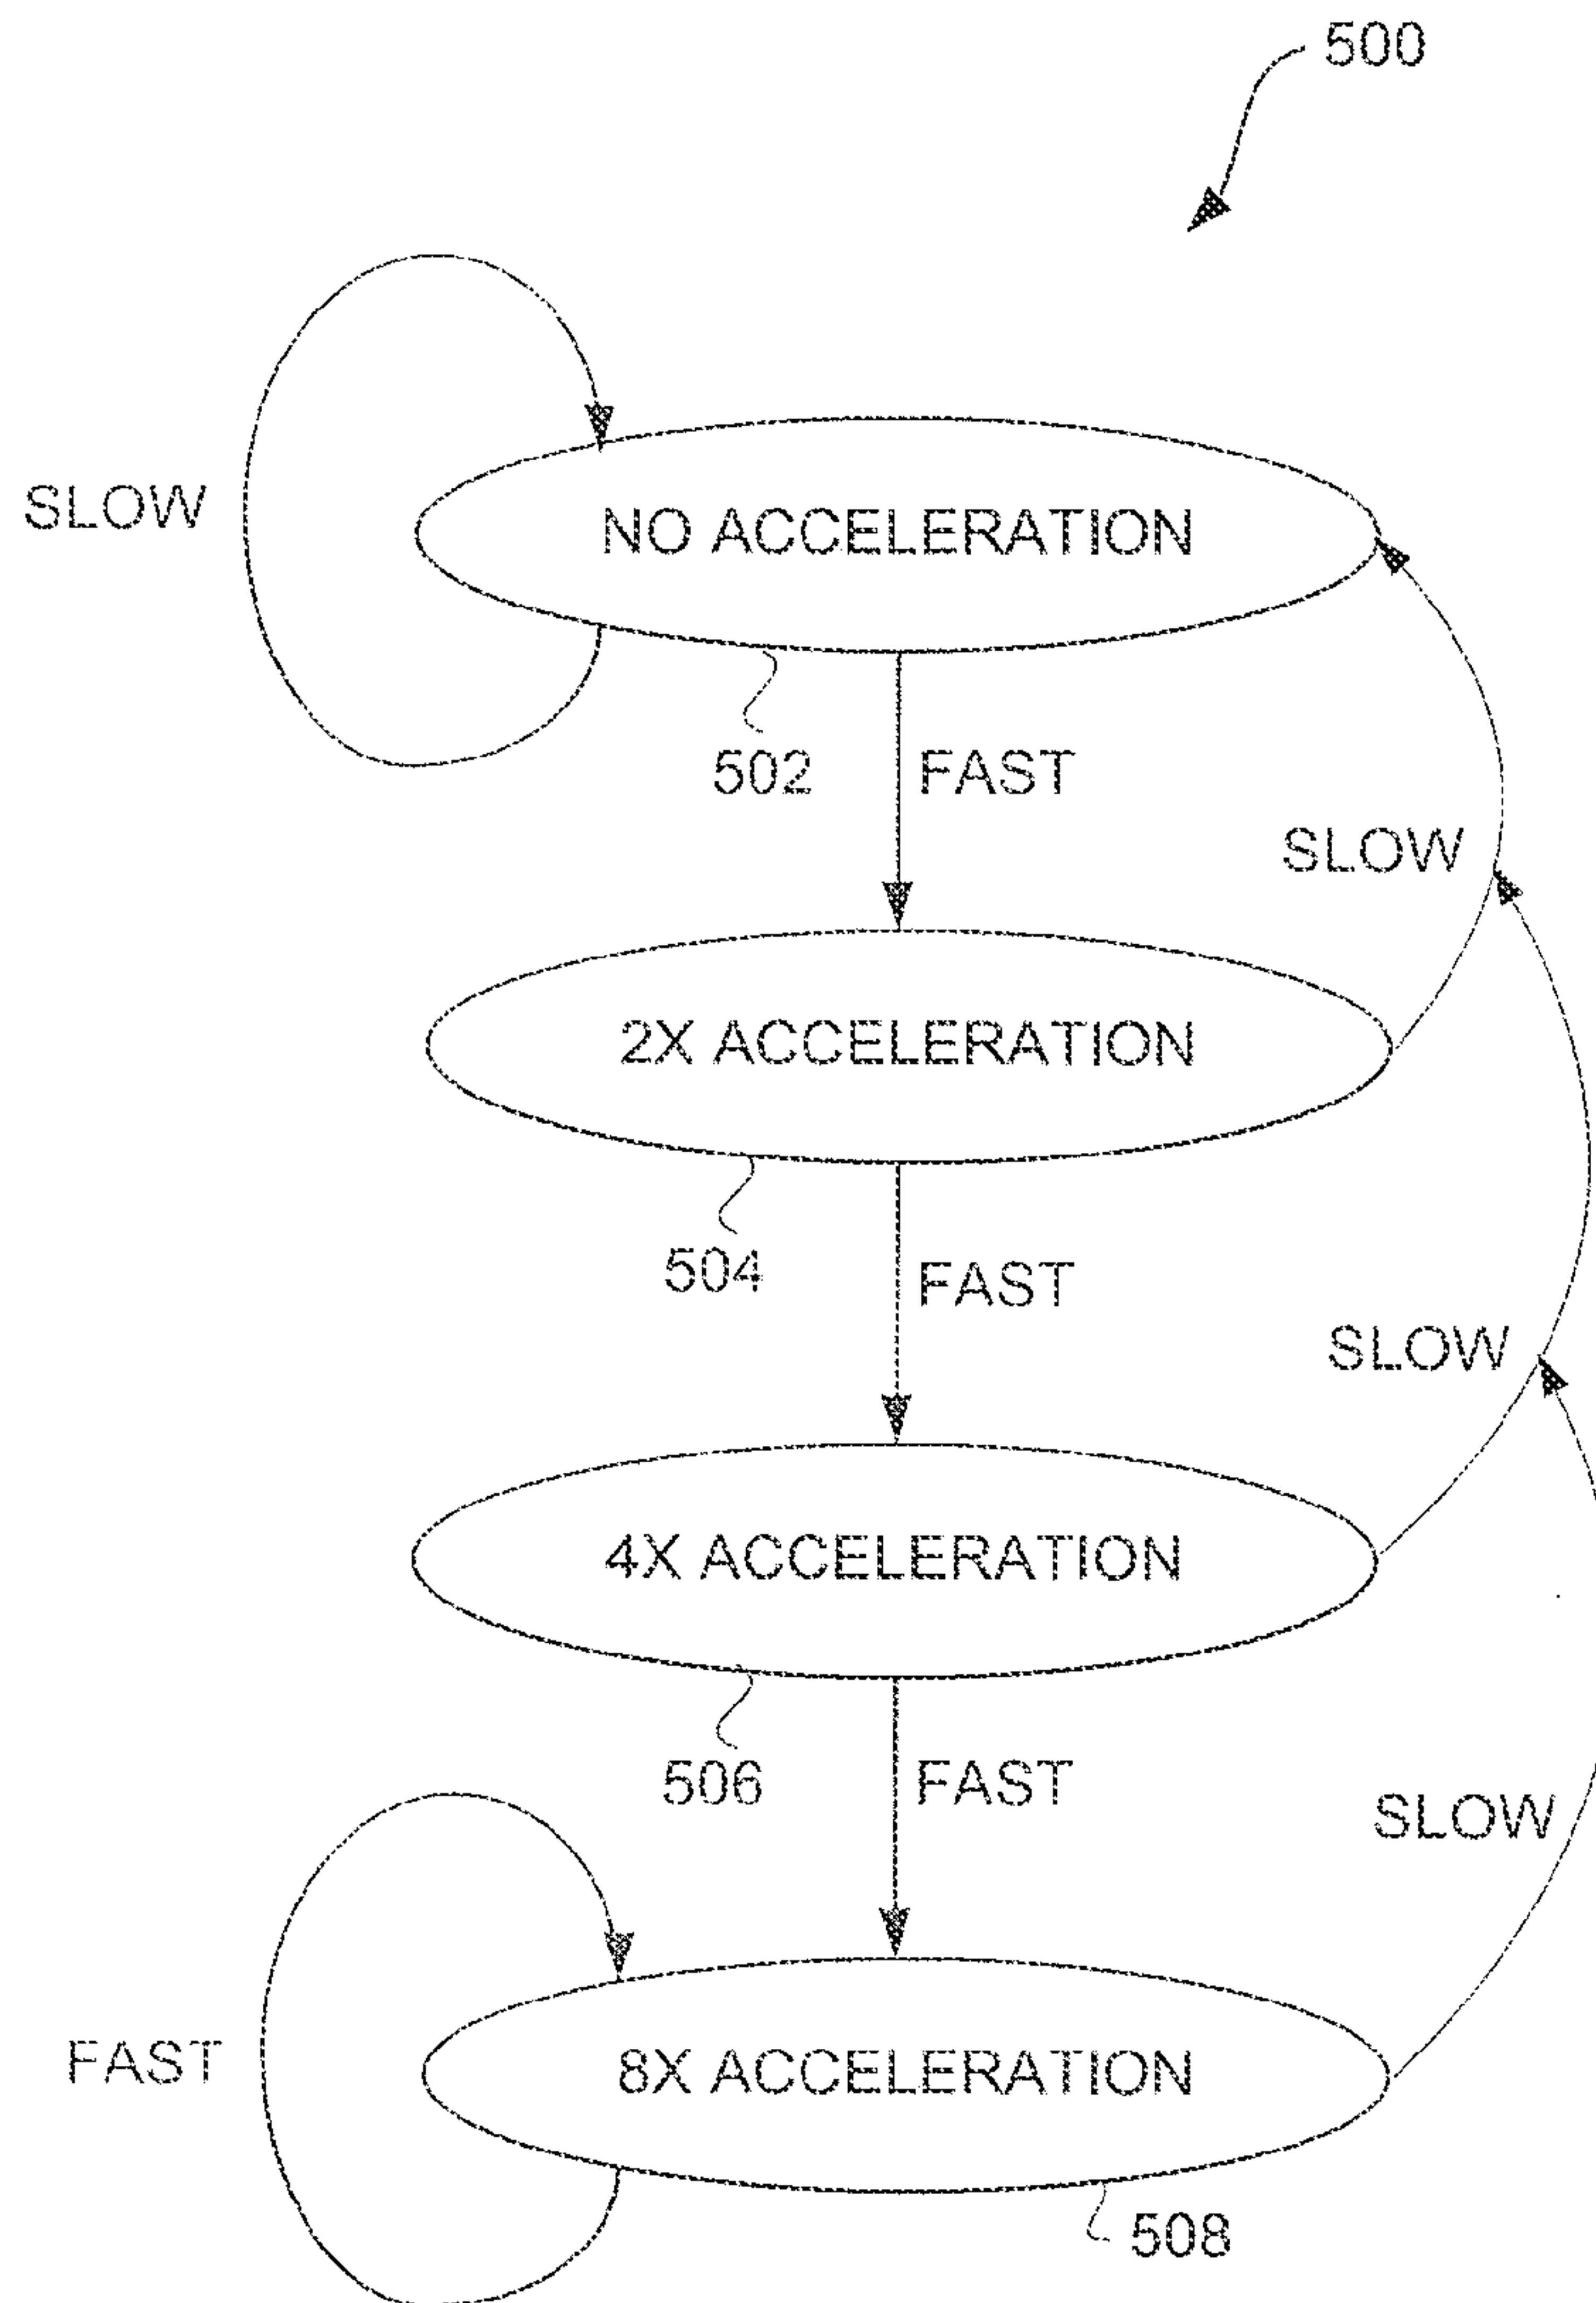 500
SLOW
NO ACCELERATION
502
FAST
SLOW
2X ACCELERATION
504
FAST
SLOW
4X ACCELERATION
506
FAST
SLOW
FAST
8X ACCELERATION
508